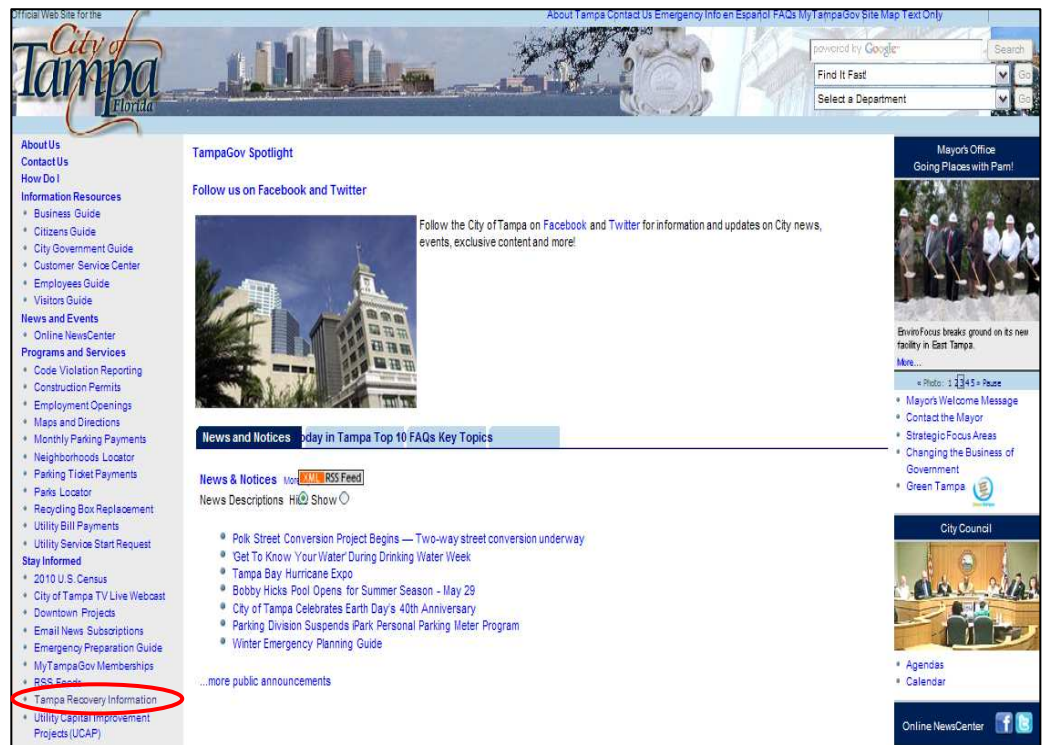 Official Web Site for the
About Tampa Contact Us Emergency Info en Español FAQs MyTampaGov Site Map Text Only
City of
Tampa
Florida
powered by Google™
Search
Find It Fast!
Go
Select a Department
Go
About Us
Contact Us
How Do I
Information Resources
Business Guide
Citizens Guide
City Government Guide
Customer Service Center
Employees Guide
Visitors Guide
News and Events
Online NewsCenter
Programs and Services
Code Violation Reporting
Construction Permits
Employment Openings
Maps and Directions
Monthly Parking Payments
Neighborhoods Locator
Parking Ticket Payments
Parks Locator
Recycling Box Replacement
Utility Bill Payments
Utility Service Start Request
Stay Informed
2010 U.S. Census
City of Tampa TV Live Webcast
Downtown Projects
Email News Subscriptions
Emergency Preparation Guide
MyTampaGov Memberships
RSS Feeds
Tampa Recovery Information
Utility Capital Improvement
Projects (UCAP)
TampaGov Spotlight
Follow us on Facebook and Twitter
Follow the City of Tampa on Facebook and Twitter for information and updates on City news,
events, exclusive content and more!
News and Notices oday in Tampa Top 10 FAQs Key Topics
News & Notices XML RSS Feed
News Descriptions Show
Polk Street Conversion Project Begins — Two-way street conversion underway
'Get To Know Your Water' During Drinking Water Week
Tampa Bay Hurricane Expo
Bobby Hicks Pool Opens for Summer Season - May 29
City of Tampa Celebrates Earth Day's 40th Anniversary
Parking Division Suspends iPark Personal Parking Meter Program
Winter Emergency Planning Guide
...more public announcements
Mayor's Office
Going Places with Pam!
EnviroFocus breaks ground on its new
facility in East Tampa.
More...
« Photo: 1 2 3 4 5 » Pause
Mayor's Welcome Message
Contact the Mayor
Strategic Focus Areas
Changing the Business of
Government
Green Tampa
City Council
Agendas
Calendar
Online NewsCenter